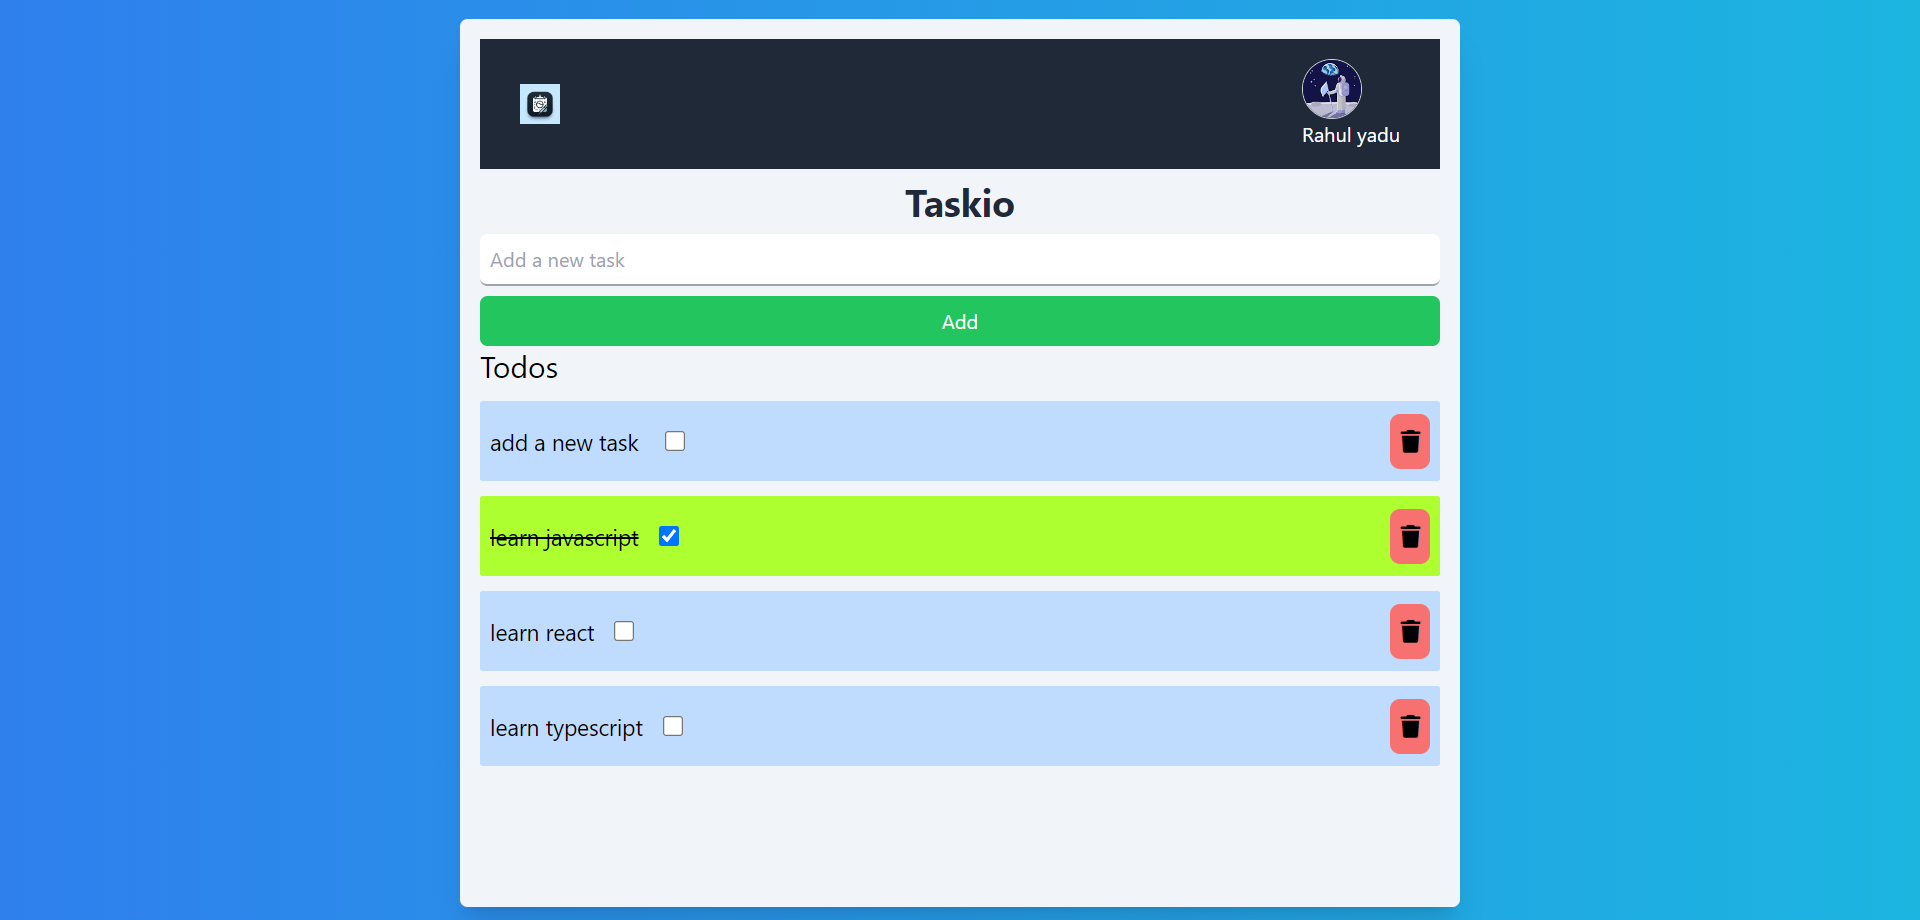 Rahul yadu
Taskio
Add a new task
Add
Todos
add a new task
learn javascript
learn react
learn typescript